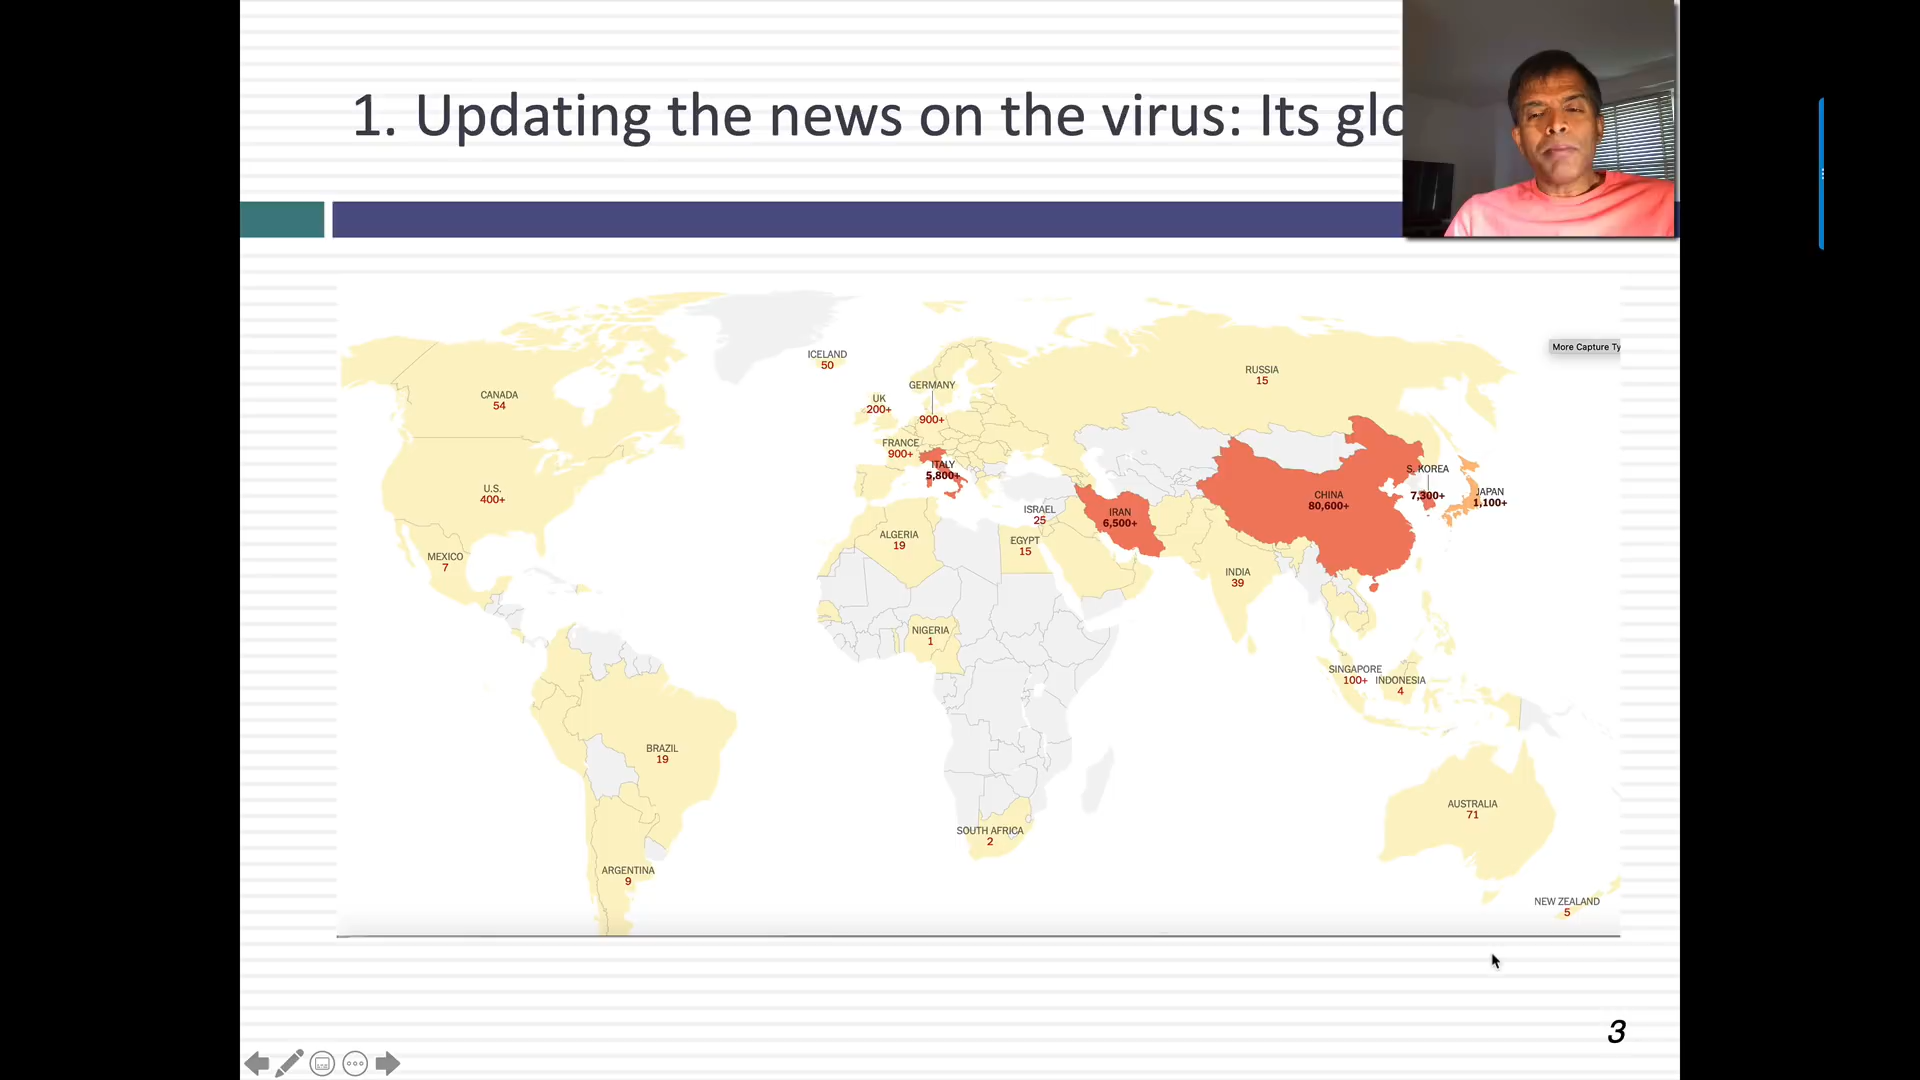 1. Updating the news on the virus: Its glo
More Capture Ty
ICELAND
50
RUSSIA
15
GERMANY
900+
CANADA
54
UK
200+
FRANCE
900+
ITALY
5,800+
S. KOREA
7,300+
U.S.
400+
CHINA
80,600+
JAPAN
1,100+
ISRAEL
25
IRAN
6,500+
ALGERIA
19
EGYPT
15
MEXICO
7
INDIA
39
NIGERIA
1
SINGAPORE
100+
INDONESIA
4
BRAZIL
19
AUSTRALIA
71
SOUTH AFRICA
2
ARGENTINA
9
NEW ZEALAND
5
3